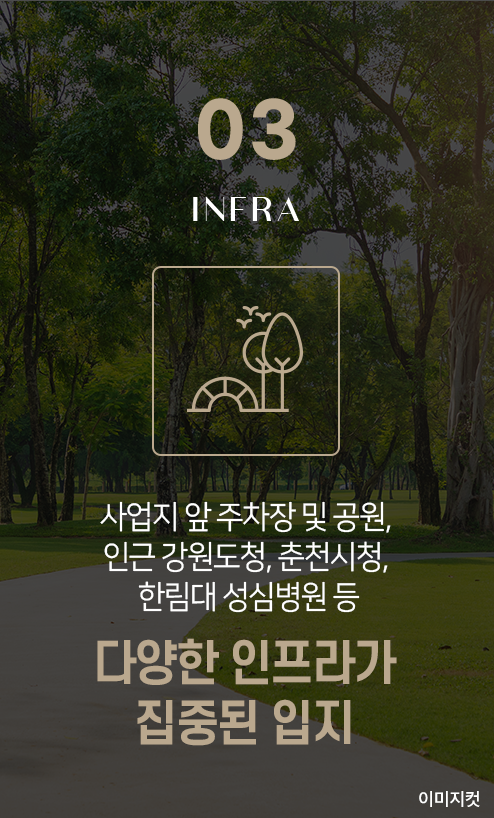 03
INFRA
사업지 앞 주차장 및 공원,
인근 강원도청, 춘천시청,
한림대 성심병원 등
다양한 인프라가
집중된 입지
이미지컷